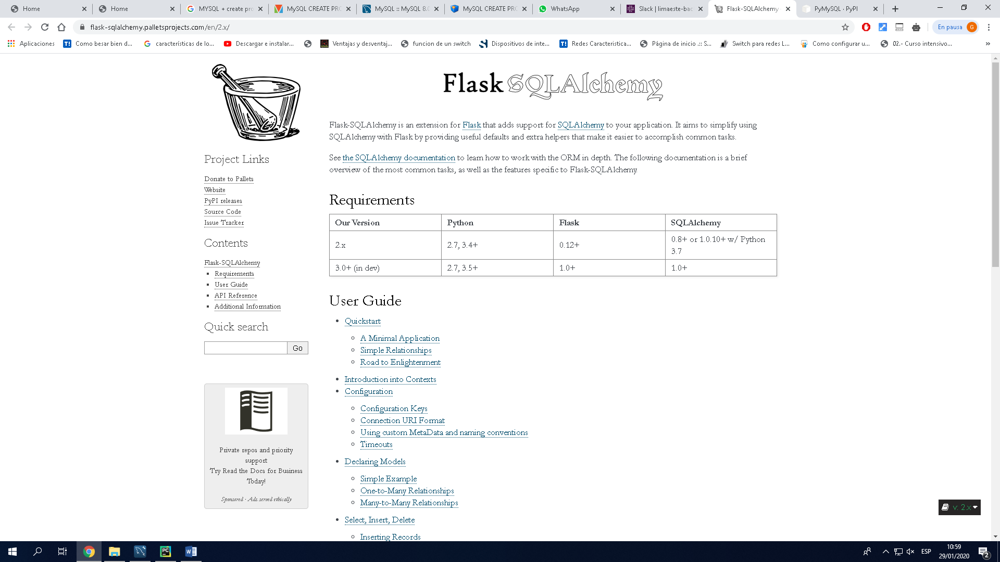 Home
Home
MYSQL + create pro
MySQL CREATE PRO
MySQL :: MySQL 8.0
MySQL CREATE PRO
WhatsApp
Slack | limaeste-bac
Flask-SQLAlchemy
PyMySQL · PyPI
flask-sqlalchemy.palletsprojects.com/en/2.x/
En pausa
G
Aplicaciones
Como besar bien d...
características de lo...
Descargar e instalar...
Ventajas y desventaj...
funcion de un switch
Dispositivos de inte...
Redes Caracteristica...
Página de inicio .:: S...
Switch para redes L...
Como configurar u...
02.- Curso intensivo...
»
Flask SQLAlchemy
Flask-SQLAlchemy is an extension for Flask that adds support for SQLAlchemy to your application. It aims to simplify using
SQLAlchemy with Flask by providing useful defaults and extra helpers that make it easier to accomplish common tasks.
See the SQLAlchemy documentation to learn how to work with the ORM in depth. The following documentation is a brief
overview of the most common tasks, as well as the features specific to Flask-SQLAlchemy.
Project Links
Donate to Pallets
Website
PyPI releases
Source Code
Issue Tracker
Contents
Flask-SQLAlchemy
Requirements
User Guide
API Reference
Additional Information
Quick search
Go
Private repos and priority
support
Try Read the Docs for Business
Today!
Sponsored · Ads served ethically
Requirements
Our Version Python Flask SQLAlchemy
2.x 2.7, 3.4+ 0.12+ 0.8+ or 1.0.10+ w/ Python
3.7
3.0+ (in dev) 2.7, 3.5+ 1.0+ 1.0+
User Guide
Quickstart
A Minimal Application
Simple Relationships
Road to Enlightenment
Introduction into Contexts
Configuration
Configuration Keys
Connection URI Format
Using custom MetaData and naming conventions
Timeouts
Declaring Models
Simple Example
One-to-Many Relationships
Many-to-Many Relationships
Select, Insert, Delete
Inserting Records
v: 2.x
PC
W
ESP
10:59
29/01/2020
2